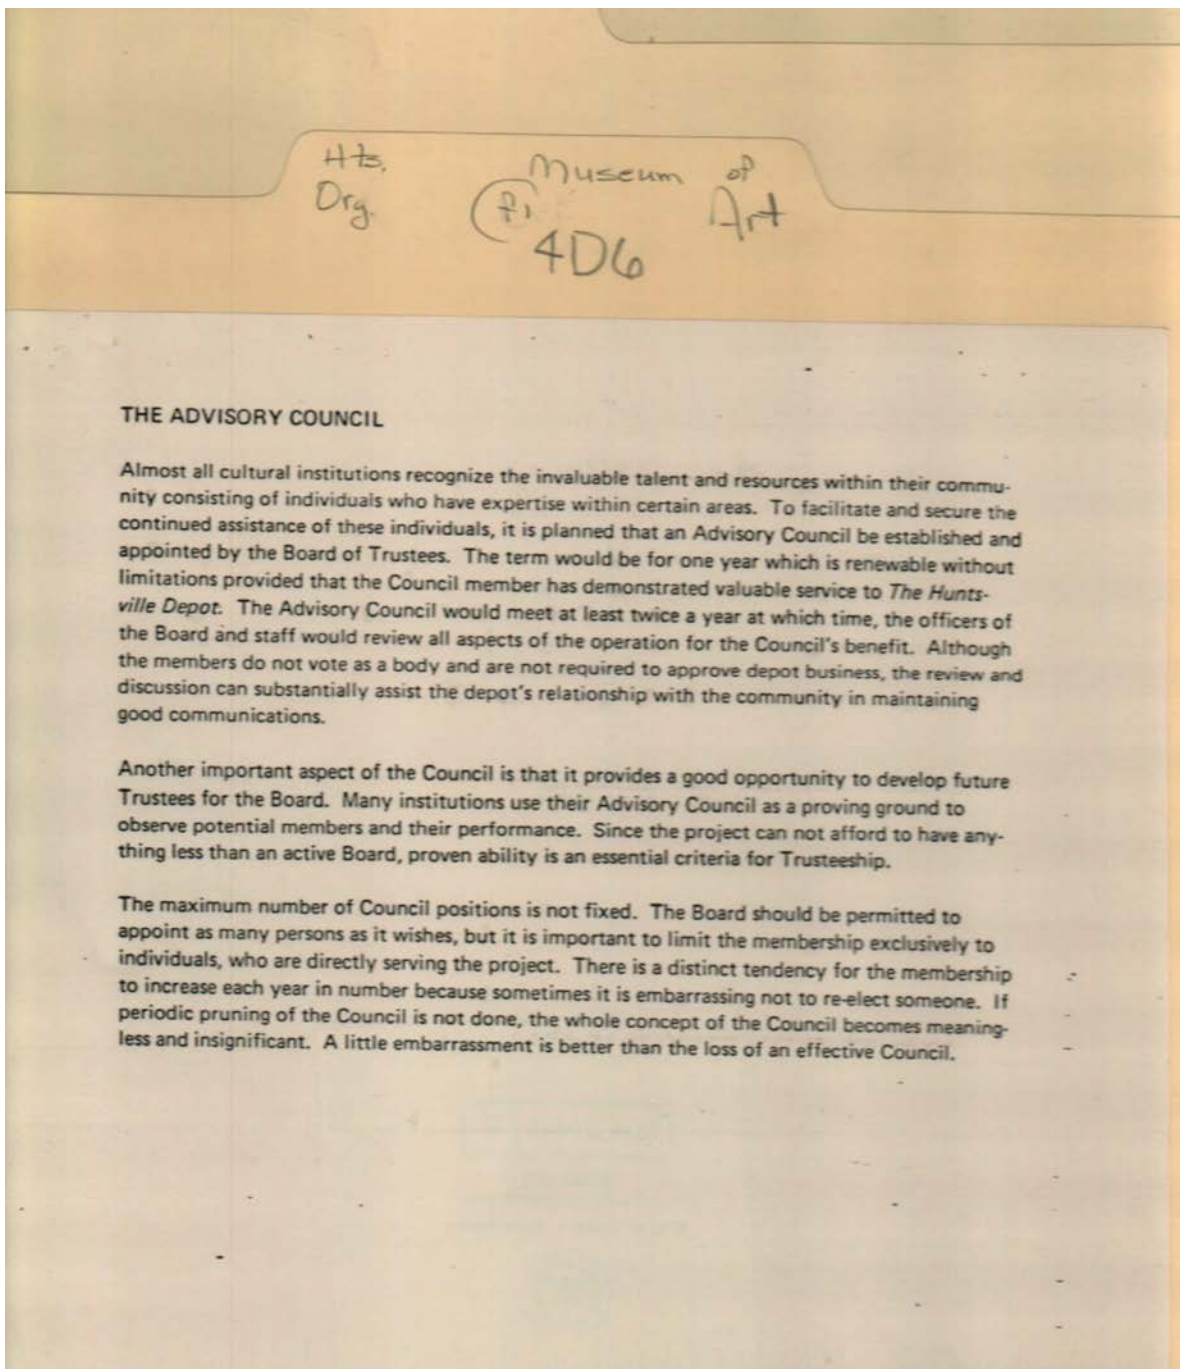 Hts. Museum of
Org. Art
4D6
THE ADVISORY COUNCIL
Almost all cultural institutions recognize the invaluable talent and resources within their commu-
nity consisting of individuals who have expertise within certain areas. To facilitate and secure the
continued assistance of these individuals, it is planned that an Advisory Council be established and
appointed by the Board of Trustees. The term would be for one year which is renewable without
limitations provided that the Council member has demonstrated valuable service to The Hunts-
ville Depot. The Advisory Council would meet at least twice a year at which time, the officers of
the Board and staff would review all aspects of the operation for the Council's benefit. Although
the members do not vote as a body and are not required to approve depot business, the review and
discussion can substantially assist the depot's relationship with the community in maintaining
good communications.
Another important aspect of the Council is that it provides a good opportunity to develop future
Trustees for the Board. Many institutions use their Advisory Council as a proving ground to
observe potential members and their performance. Since the project can not afford to have any-
thing less than an active Board, proven ability is an essential criteria for Trusteeship.
The maximum number of Council positions is not fixed. The Board should be permitted to
appoint as many persons as it wishes, but it is important to limit the membership exclusively to
individuals, who are directly serving the project. There is a distinct tendency for the membership
to increase each year in number because sometimes it is embarrassing not to re-elect someone. If
periodic pruning of the Council is not done, the whole concept of the Council becomes meaning-
less and insignificant. A little embarrassment is better than the loss of an effective Council.